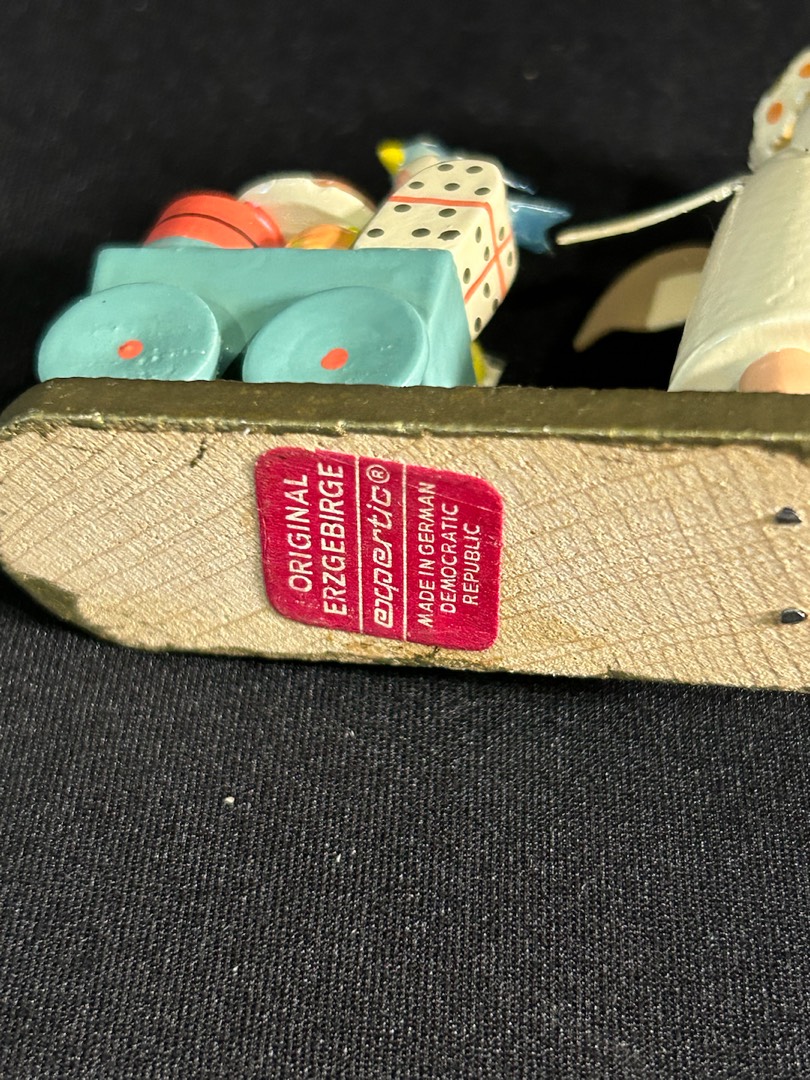 ORIGINAL
ERZGEBIRGE
expertic®
MADE IN GERMAN
DEMOCRATIC
REPUBLIC